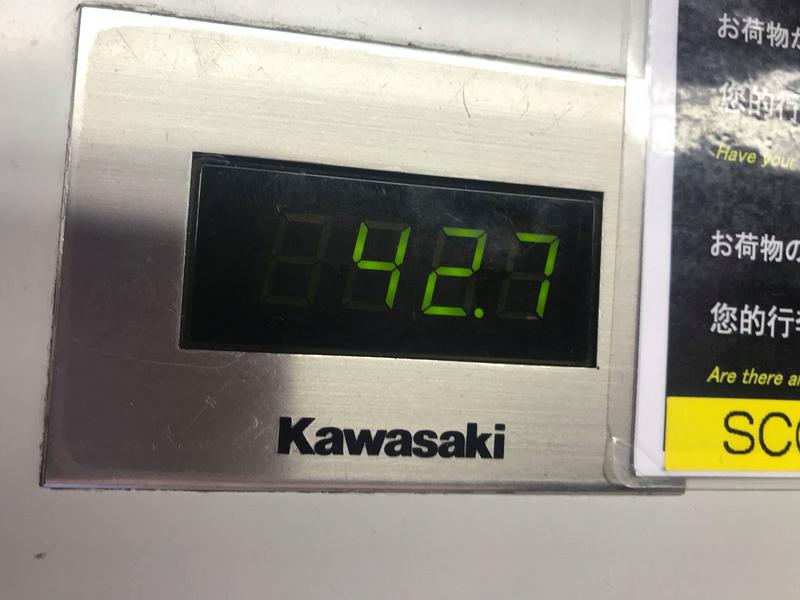 42.7
Kawasaki
お荷物
您的行
Have your
お荷物の
您的行
Are there
SC